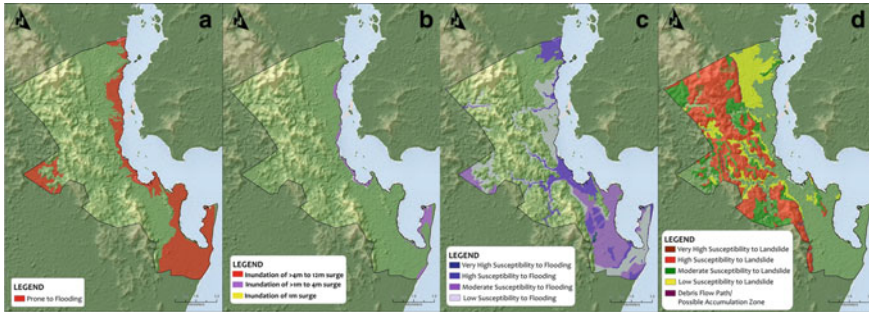 a
b
c
d
LEGEND
Prone to Flooding
LEGEND
Inundation of >4m to 12m surge
Inundation of >1m to 4m surge
Inundation of 1m surge
LEGEND
Very High Susceptibility to Flooding
High Susceptibility to Flooding
Moderate Susceptibility to Flooding
Low Susceptibility to Flooding
LEGEND
Very High Susceptibility to Landslide
High Susceptibility to Landslide
Moderate Susceptibility to Landslide
Low Susceptibility to Landslide
Debris Flow Path/
Possible Accumulation Zone